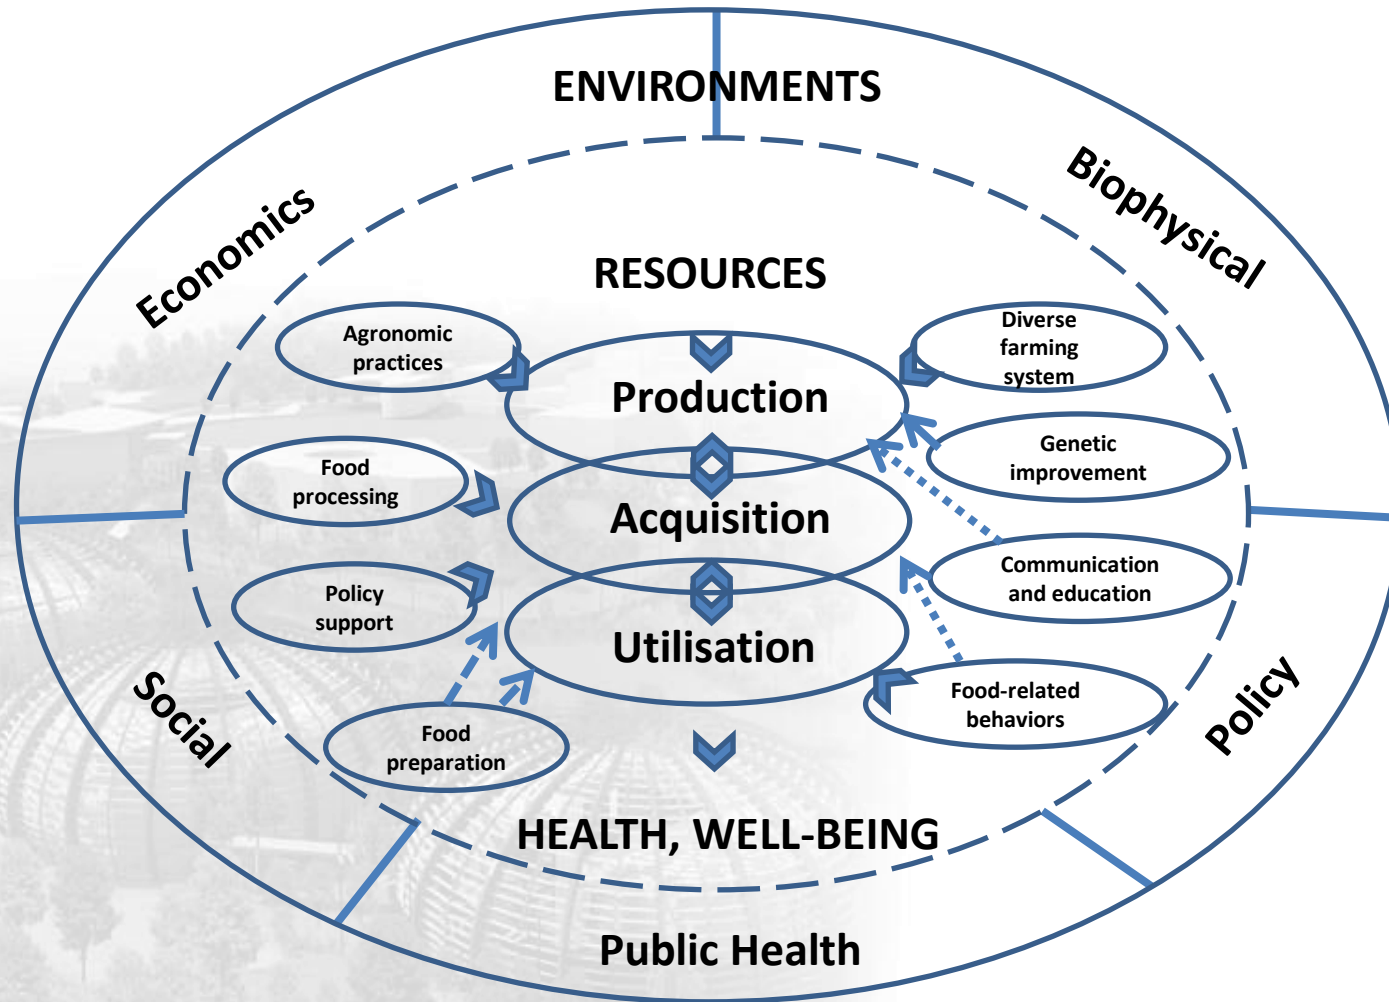 ENVIRONMENTS
Economics
Biophysical
RESOURCES
Agronomic
practices
Diverse
farming
system
Production
Genetic
improvement
Food
processing
Acquisition
Communication
and education
Policy
support
Utilisation
Food-related
behaviors
Social
Policy
Food
preparation
HEALTH, WELL-BEING
Public Health